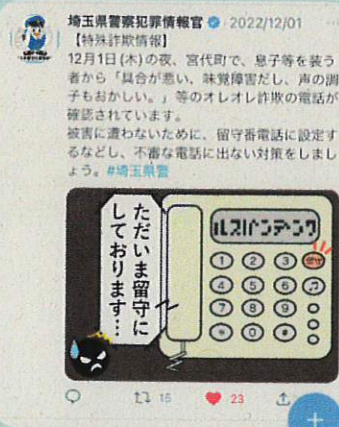 埼玉県警察犯罪情報官 2022/12/01
【特殊詐欺情報】
12月1日(木)の夜、宮代町で、息子等を装う
者から「具合が悪い、味覚障害だし、声の調
子もおかしい。」等のオレオレ詐欺の電話が
確認されています。
被害に遭わないために、留守番電話に設定す
るなどし、不審な電話に出ない対策をしまし
ょう。#埼玉県警
ただいま留守に
しております…
ルスバンデンワ
1 2 3 留守
4 5 6
7 8 9
* 0
15 23
+